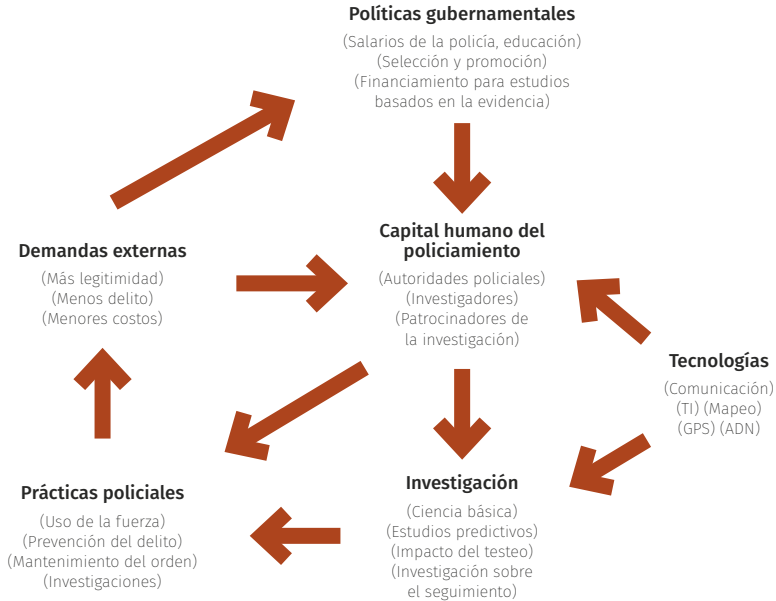 Políticas gubernamentales
(Salarios de la policía, educación)
(Selección y promoción)
(Financiamiento para estudios
basados en la evidencia)
Demandas externas
(Más legitimidad)
(Menos delito)
(Menores costos)
Capital humano del
policiamiento
(Autoridades policiales)
(Investigadores)
(Patrocinadores de
la investigación)
Tecnologías
(Comunicación)
(TI) (Mapeo)
(GPS) (ADN)
Prácticas policiales
(Uso de la fuerza)
(Prevención del delito)
(Mantenimiento del orden)
(Investigaciones)
Investigación
(Ciencia básica)
(Estudios predictivos)
(Impacto del testeo)
(Investigación sobre
el seguimiento)